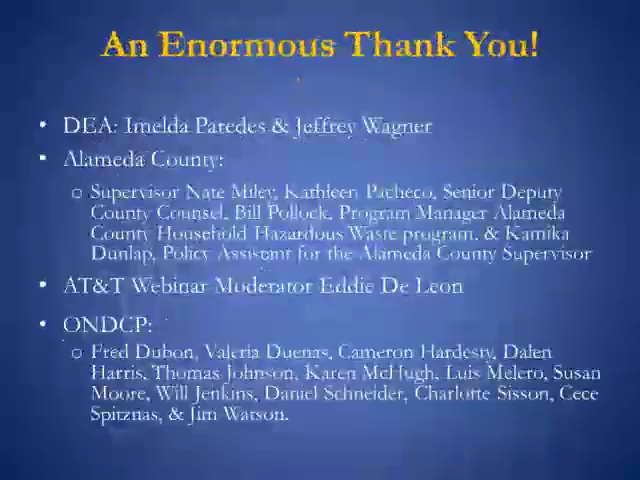 An Enormous Thank You!
• DEA: Imelda Paredes & Jeffrey Wagner
• Alameda County:
o Supervisor Nate Miley, Kathleen Pacheco, Senior Deputy
County Counsel, Bill Pollock, Program Manager Alameda
County Household Hazardous Waste program, & Kamika
Dunlap, Policy Assistant for the Alameda County Supervisor
• AT&T Webinar Moderator Eddie De Leon
• ONDCP:
o Fred Dubon, Valeria Duenas, Cameron Hardesty, Dalen
Harris, Thomas Johnson, Karen McHugh, Luis Melero, Susan
Moore, Will Jenkins, Daniel Schneider, Charlotte Sisson, Cece
Spitznas, & Jim Watson.